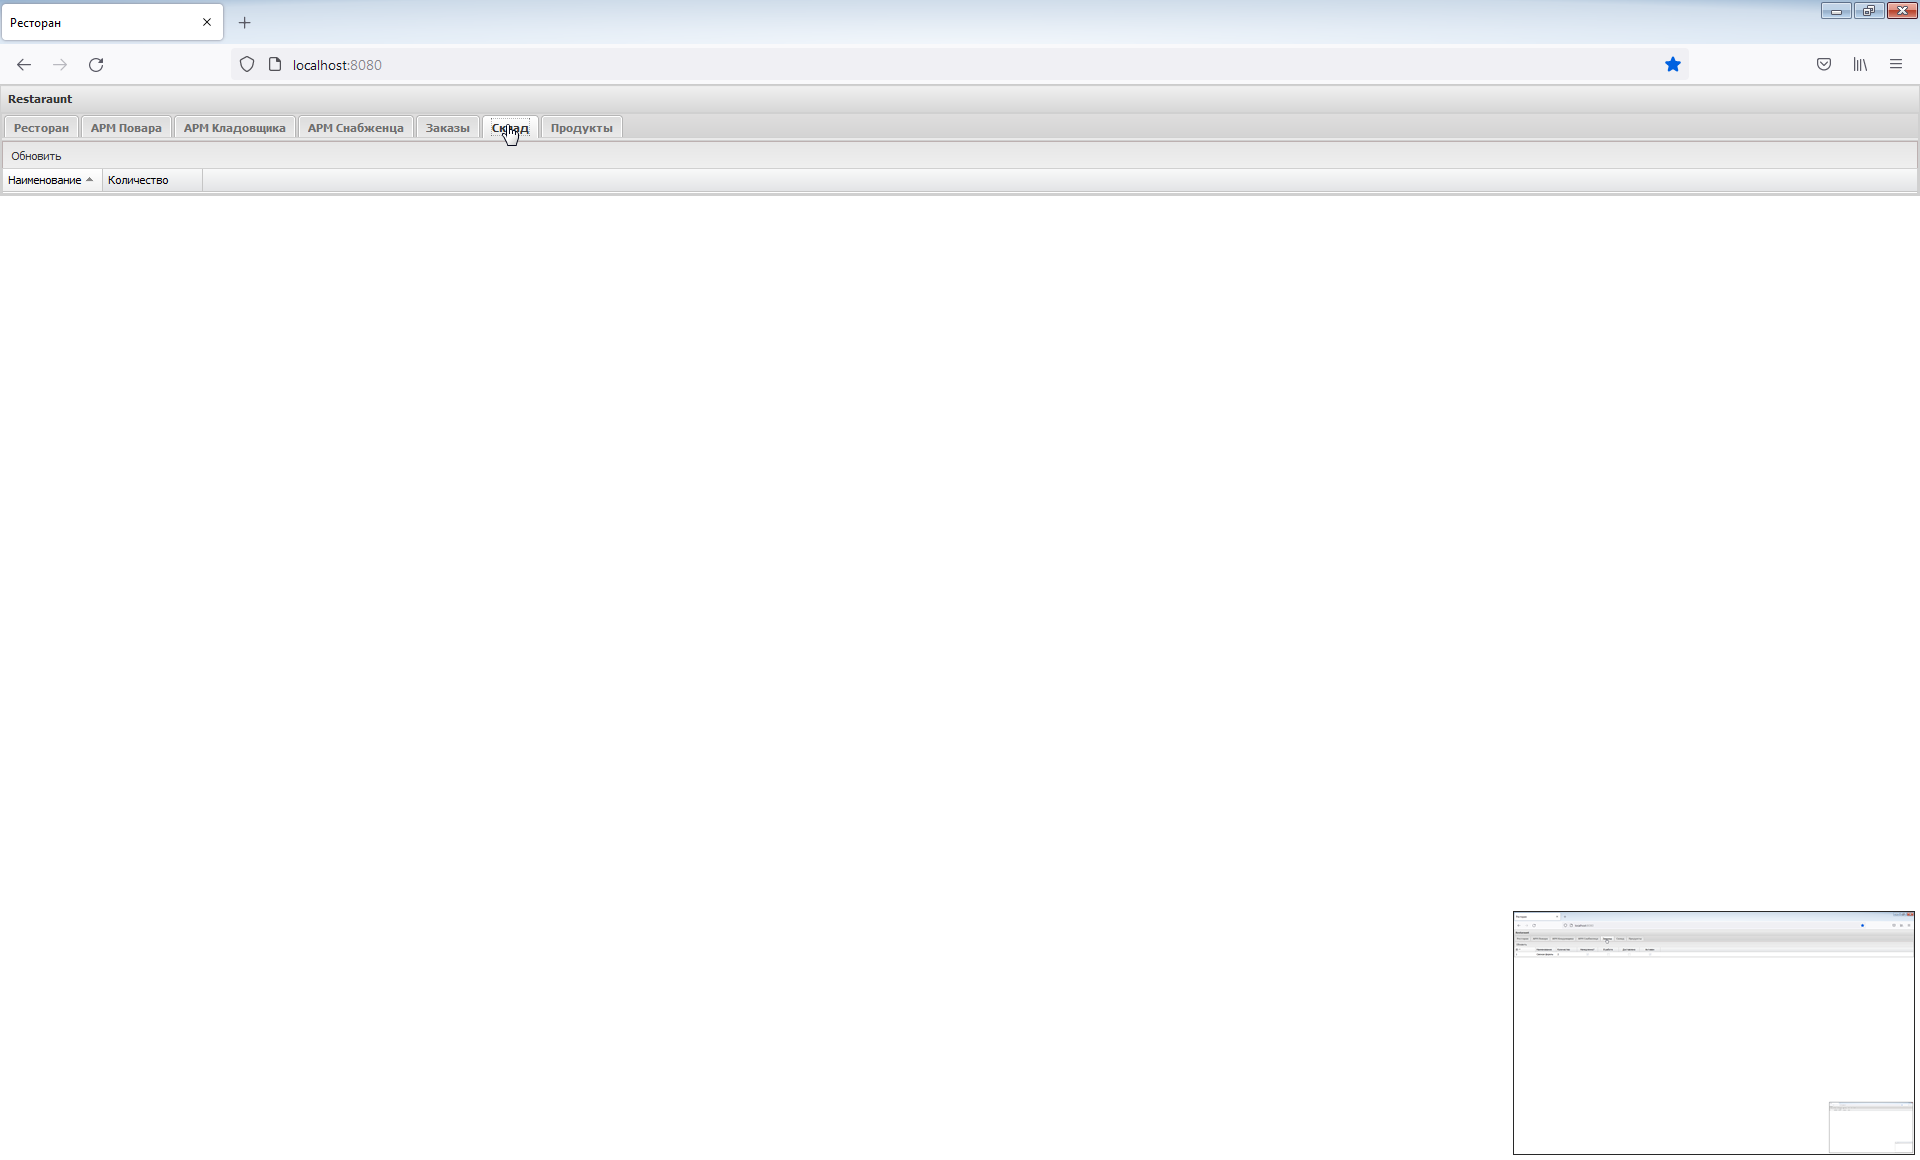 Ресторан
localhost:8080
Restaraunt
Ресторан АРМ Повара АРМ Кладовщика АРМ Снабженца Заказы Склад Продукты
Обновить
Наименование Количество